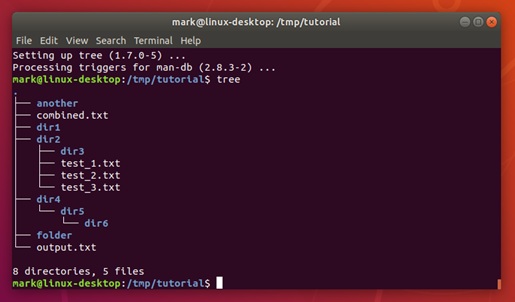 mark@linux-desktop: /tmp/tutorial
File Edit View Search Terminal Help
Setting up tree (1.7.0-5) ...
Processing triggers for man-db (2.8.3-2) ...
mark@linux-desktop:/tmp/tutorial$ tree
.
├── another
├── combined.txt
├── dir1
├── dir2
│   ├── dir3
│   ├── test_1.txt
│   ├── test_2.txt
│   └── test_3.txt
├── dir4
│   └── dir5
│       └── dir6
├── folder
└── output.txt
8 directories, 5 files
mark@linux-desktop:/tmp/tutorial$